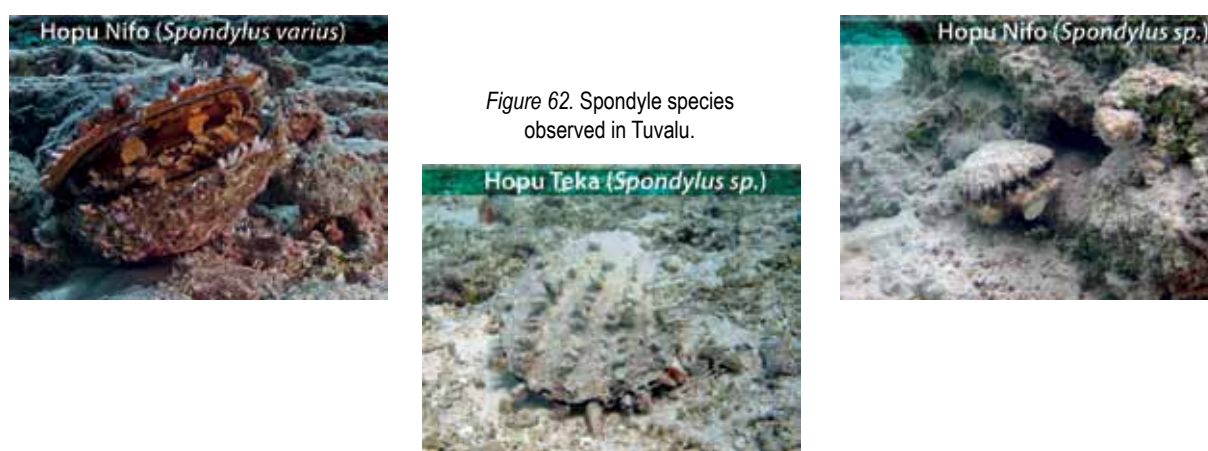 Hopu Nifo (Spondylus varius)
Hopu Nifo (Spondylus sp.)
Figure 62. Spondyle species
observed in Tuvalu.
Hopu Teka (Spondylus sp.)